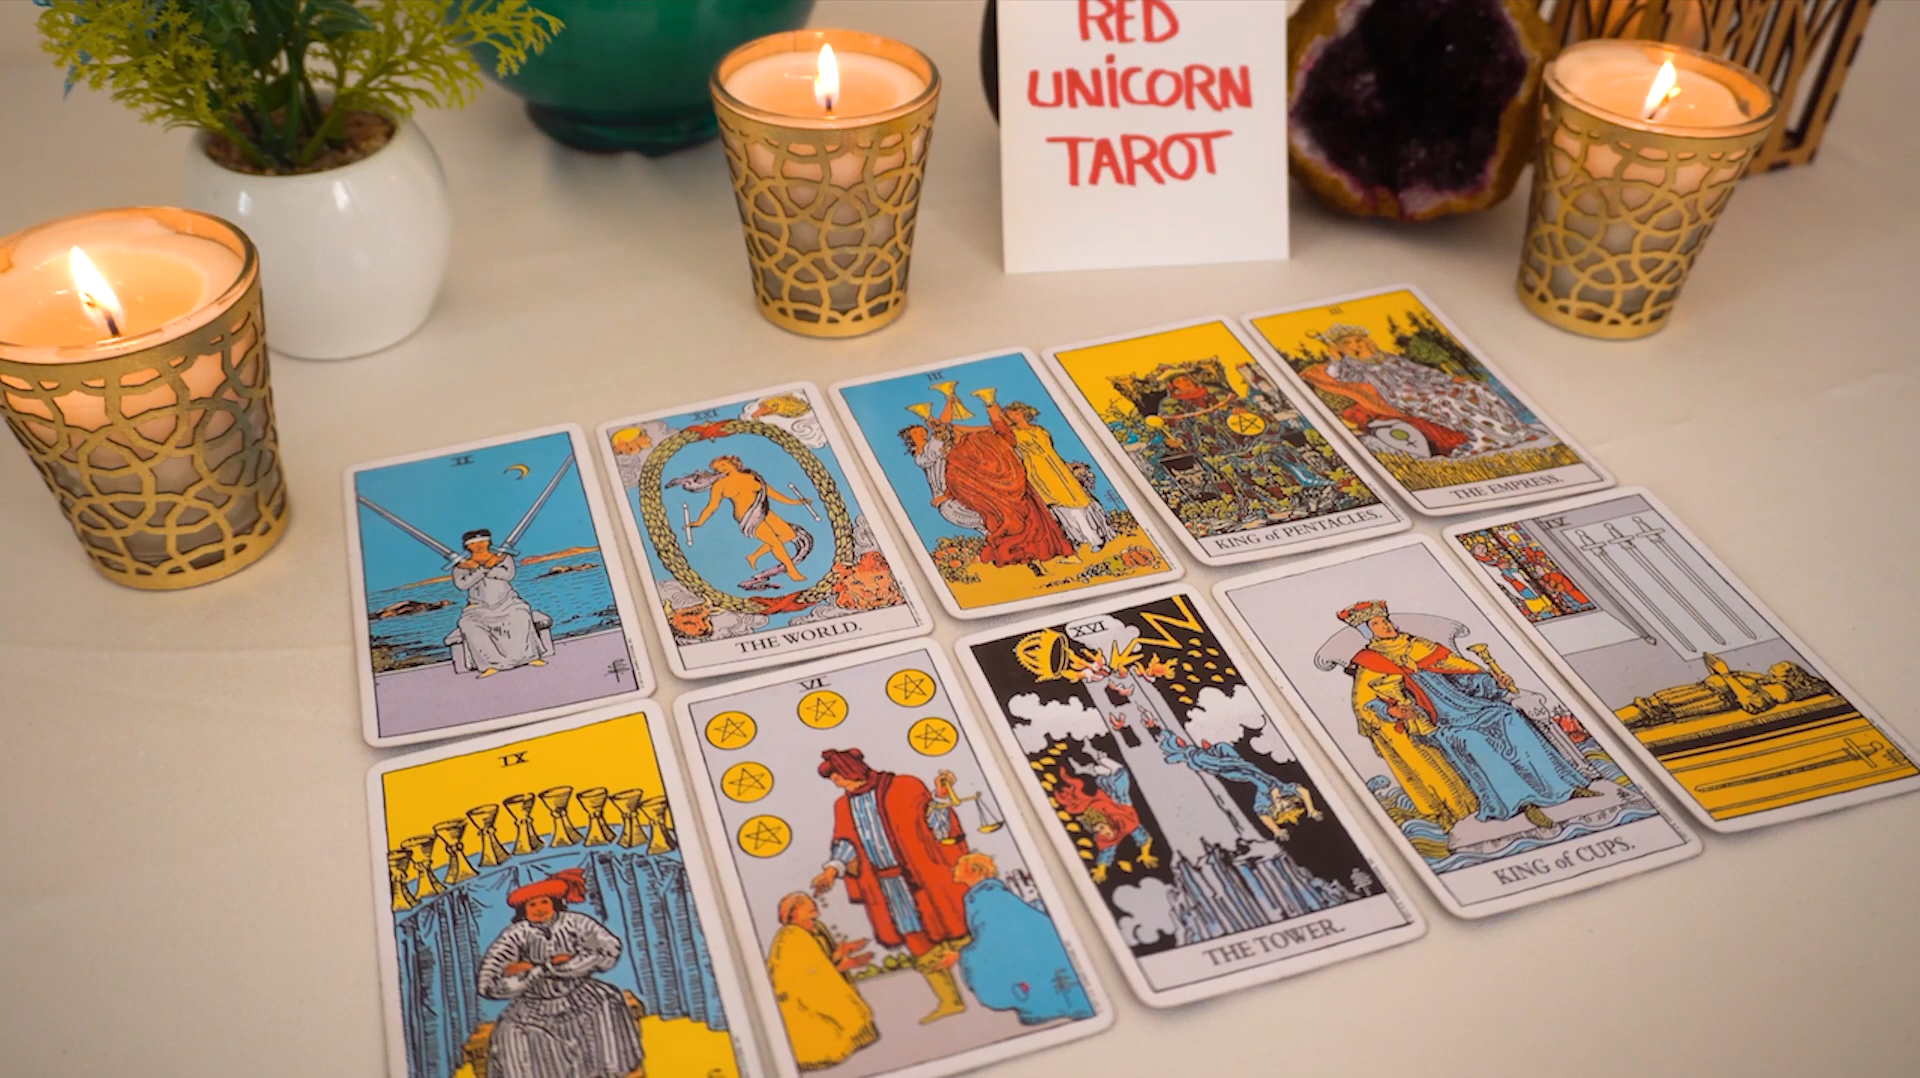 RED
UNICORN
TAROT
III
THE EMPRESS.
KING of PENTACLES.
III
XXI
THE WORLD.
II
IV
KING of CUPS.
XVI
THE TOWER.
VI
IX